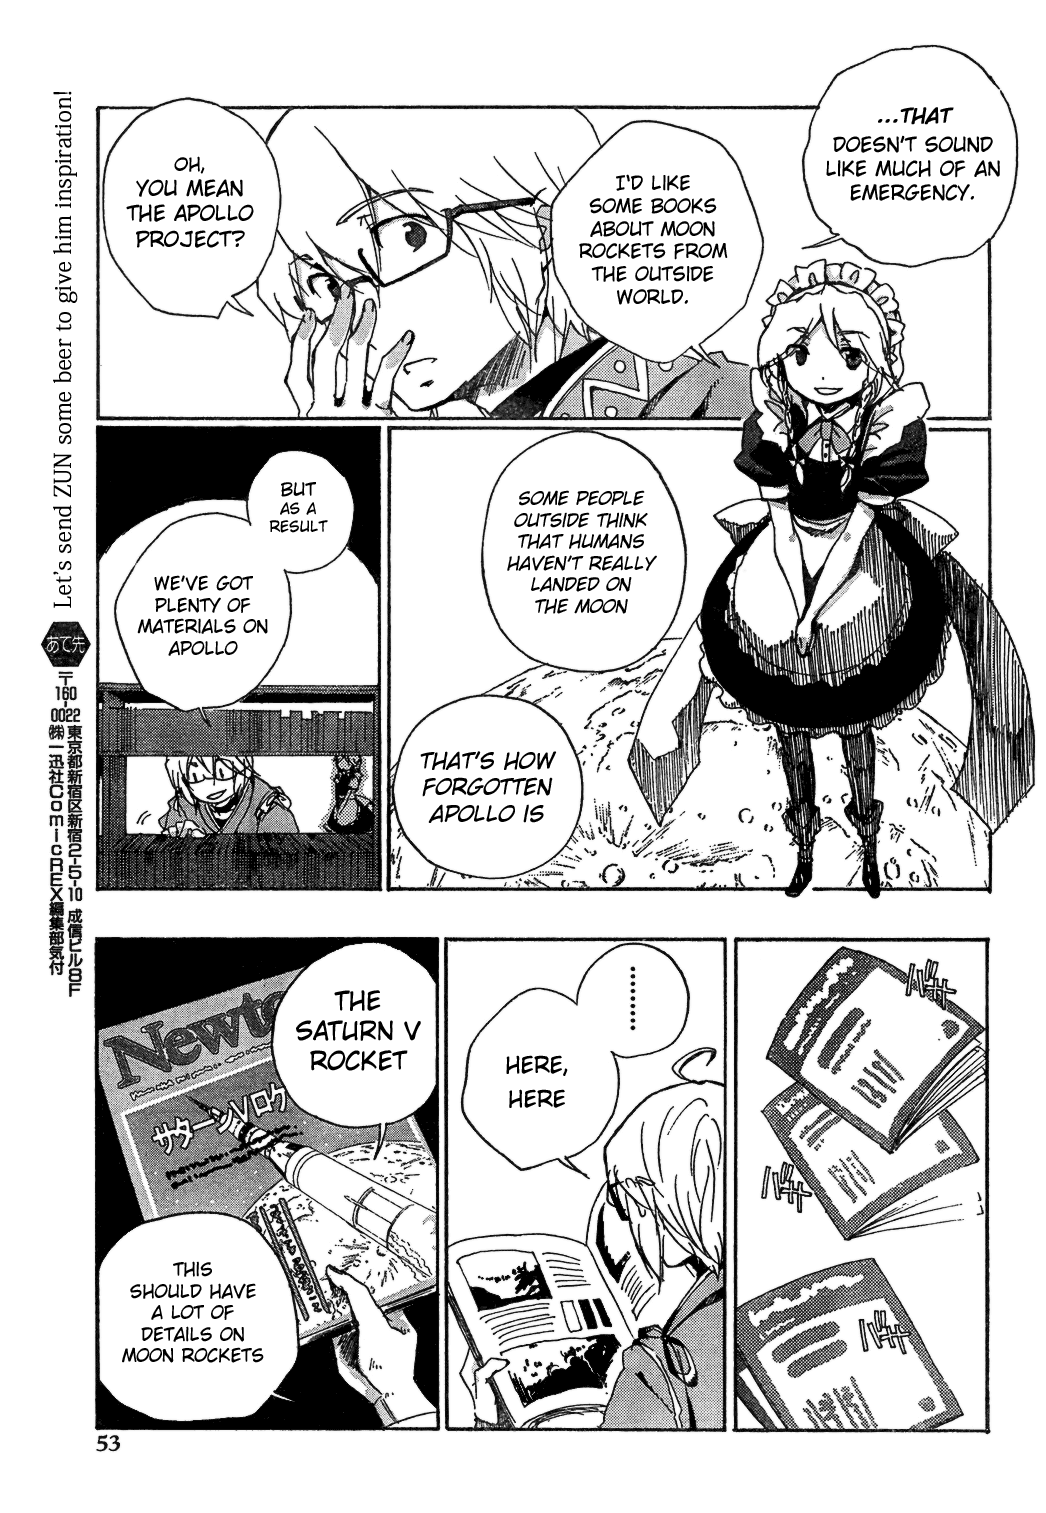 ...THAT
DOESN'T SOUND
LIKE MUCH OF AN
EMERGENCY.
I'D LIKE
SOME BOOKS
ABOUT MOON
ROCKETS FROM
THE OUTSIDE
WORLD.
OH,
YOU MEAN
THE APOLLO
PROJECT?
SOME PEOPLE
OUTSIDE THINK
THAT HUMANS
HAVEN'T REALLY
LANDED ON
THE MOON
THAT'S HOW
FORGOTTEN
APOLLO IS
BUT
AS A
RESULT
WE'VE GOT
PLENTY OF
MATERIALS ON
APOLLO
バサ
バサ
バサ
.........
HERE,
HERE
THE
SATURN V
ROCKET
Newto
サターンVロケ
THIS
SHOULD HAVE
A LOT OF
DETAILS ON
MOON ROCKETS
53
Let's send ZUN some beer to give him inspiration!
あて先
〒160-0022 東京都新宿区新宿2-5-10 成信ビル8F
㈱一迅社ComicREX編集部気付